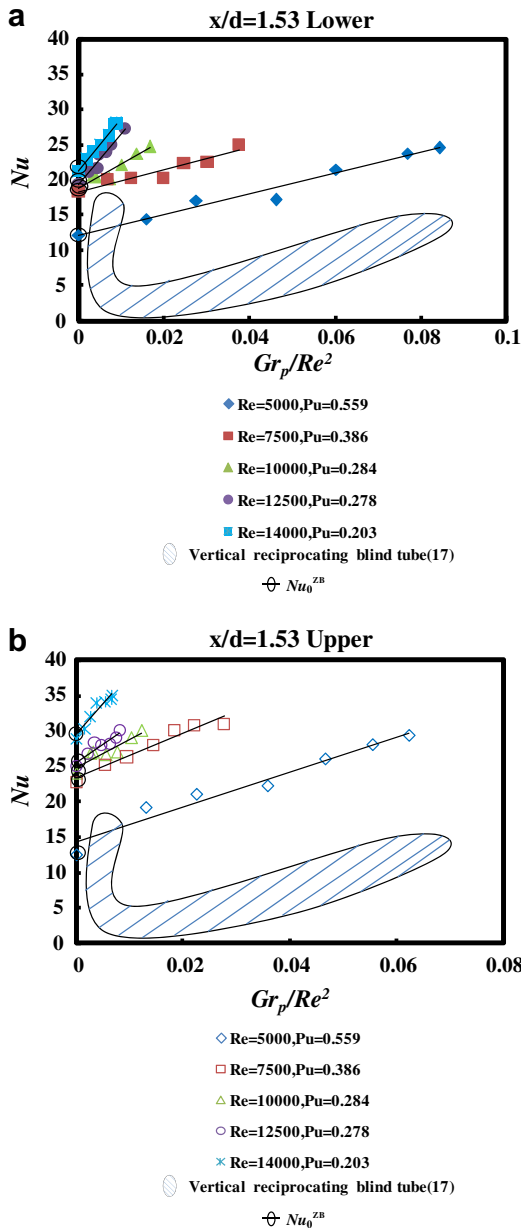 a
x/d=1.53 Lower
40
35
30
25
20
15
10
5
0
Nu
0 0.02 0.04 0.06 0.08 0.1
Grp/Re²
Re=5000,Pu=0.559
Re=7500,Pu=0.386
Re=10000,Pu=0.284
Re=12500,Pu=0.278
Re=14000,Pu=0.203
Vertical reciprocating blind tube(17)
Nu₀ᶻᴮ
b
x/d=1.53 Upper
40
35
30
25
20
15
10
5
0
Nu
0 0.02 0.04 0.06 0.08
Grp/Re²
Re=5000,Pu=0.559
Re=7500,Pu=0.386
Re=10000,Pu=0.284
Re=12500,Pu=0.278
Re=14000,Pu=0.203
Vertical reciprocating blind tube(17)
Nu₀ᶻᴮ